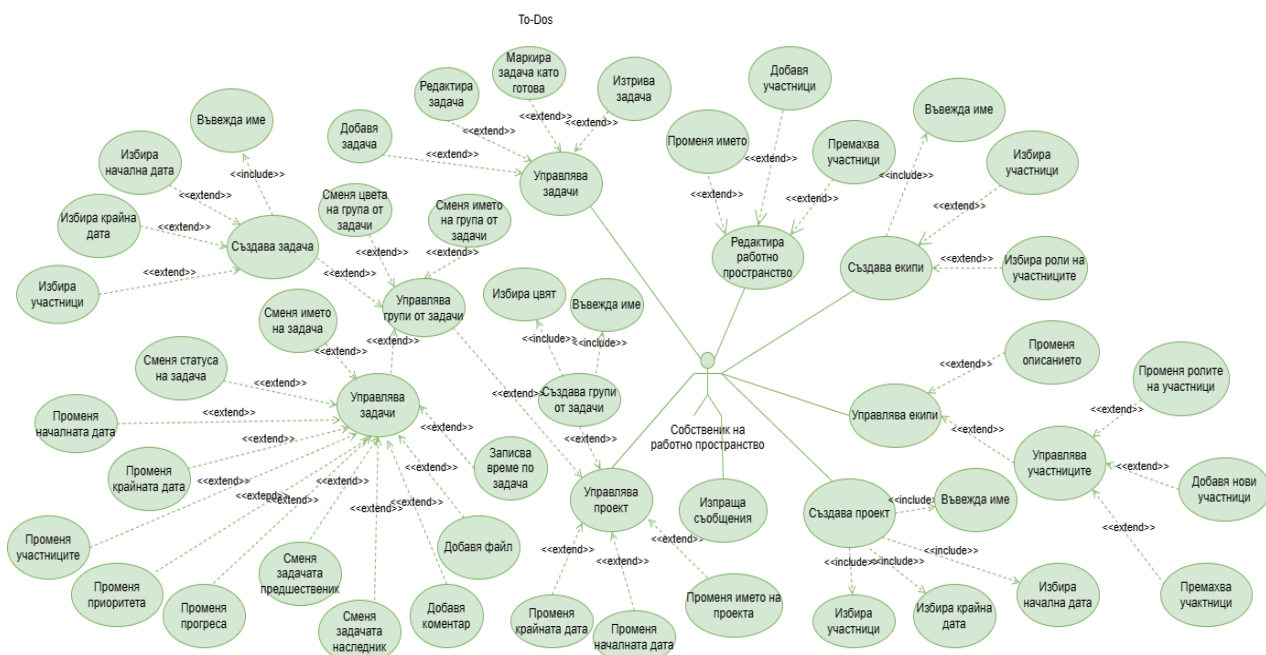 To-Dos
Маркира
задача като
готова
Редактира
задача
Изтрива
задача
Добавя
участници
Въвежда име
Въвежда име
<<extend>>
<<extend>>
<<extend>>
Добавя
задача
<<extend>>
Променя името
<<extend>>
Премахва
участници
<<extend>>
<<extend>>
<<include>>
Избира
участници
Избира
начална дата
<<include>>
<<extend>>
Управлява
задачи
Сменя цвета
на група от
задачи
Сменя името
на група от
задачи
Избира крайна
дата
<<extend>>
Създава задача
<<extend>>
<<extend>>
Редактира
работно
пространство
<<extend>>
Създава екипи
<<extend>>
Избира роли на
участниците
<<extend>>
Избира
участници
<<extend>>
Управлява
групи от задачи
Избира цвят
Въвежда име
Сменя името
на задача
<<extend>>
<<extend>>
<<include>>
<<include>>
Променя
описанието
<<extend>>
Сменя статуса
на задача
<<extend>>
<<extend>>
Създава групи
от задачи
Променя ролите
на участници
Управлява
задачи
Управлява екипи
<<extend>>
<<extend>>
Променя
началната дата
<<extend>>
<<extend>>
<<extend>>
<<extend>>
Собственик на
работно пространство
Управлява
участниците
<<extend>>
Добавя нови
участници
Променя
крайната дата
<<extend>>
Записва
време по
задача
<<extend>>
<<extend>>
<<extend>>
<<extend>>
Управлява
проект
Изпраща
съобщения
Създава проект
<<include>>
Въвежда име
<<extend>>
Променя
участниците
Добавя файл
<<extend>>
<<extend>>
<<extend>>
<<include>>
<<include>>
<<include>>
Сменя
задачата
предшественик
Променя
приоритета
Променя
прогреса
Сменя
задачата
наследник
Добавя
коментар
Променя
крайната дата
Променя
началната дата
Променя името на
проекта
Избира
участници
Избира крайна
дата
Избира
начална дата
Премахва
учактници